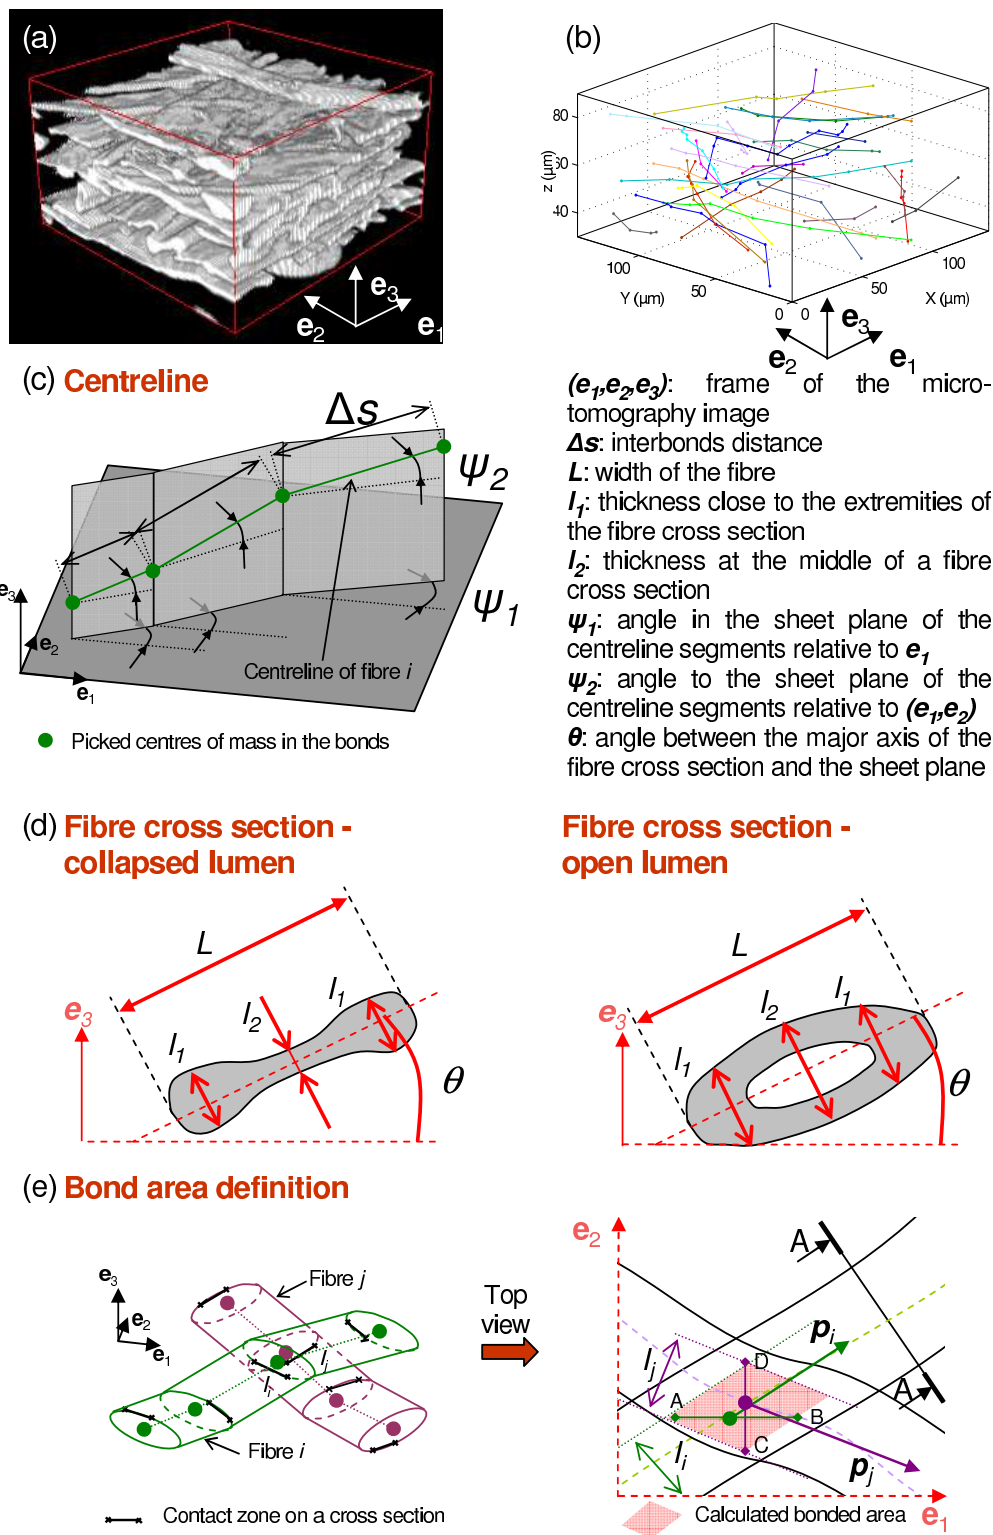 (a)
e3
e2
e1
(b)
80
60
40
z (µm)
100
50
0
Y (µm)
0
50
100
X (µm)
e3
e2
e1
(c) Centreline
Δs
ψ2
ψ1
e3
e2
e1
Centreline of fibre i
Picked centres of mass in the bonds
(e1,e2,e3): frame of the micro-
tomography image
Δs: interbonds distance
L: width of the fibre
l1: thickness close to the extremities of
the fibre cross section
l2: thickness at the middle of a fibre
cross section
ψ1: angle in the sheet plane of the
centreline segments relative to e1
ψ2: angle to the sheet plane of the
centreline segments relative to (e1,e2)
θ: angle between the major axis of the
fibre cross section and the sheet plane
(d) Fibre cross section -
collapsed lumen
L
e3
l1
l2
l1
θ
Fibre cross section -
open lumen
L
e3
l1
l2
l1
θ
(e) Bond area definition
e3
e2
e1
Fibre j
lj
li
Fibre i
Contact zone on a cross section
Top
view
e2
A
A
pi
lj
D
A
B
C
li
pj
e1
Calculated bonded area